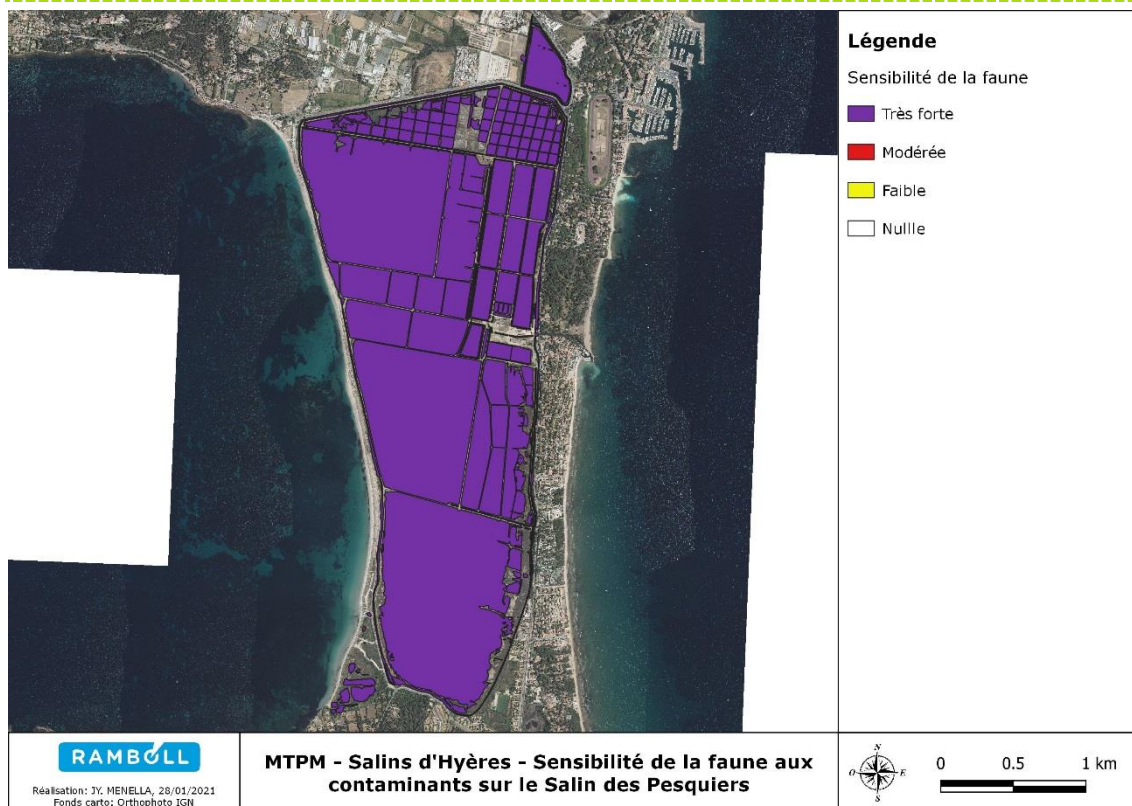 Légende
Sensibilité de la faune
Très forte
Modérée
Faible
Nullle
RAMBOLL
Réalisation: JY. MENELLA, 28/01/2021
Fonds carto: Orthophoto IGN
MTPM - Salins d'Hyères - Sensibilité de la faune aux
contaminants sur le Salin des Pesquiers
N
O
E
S
0 0.5 1 km